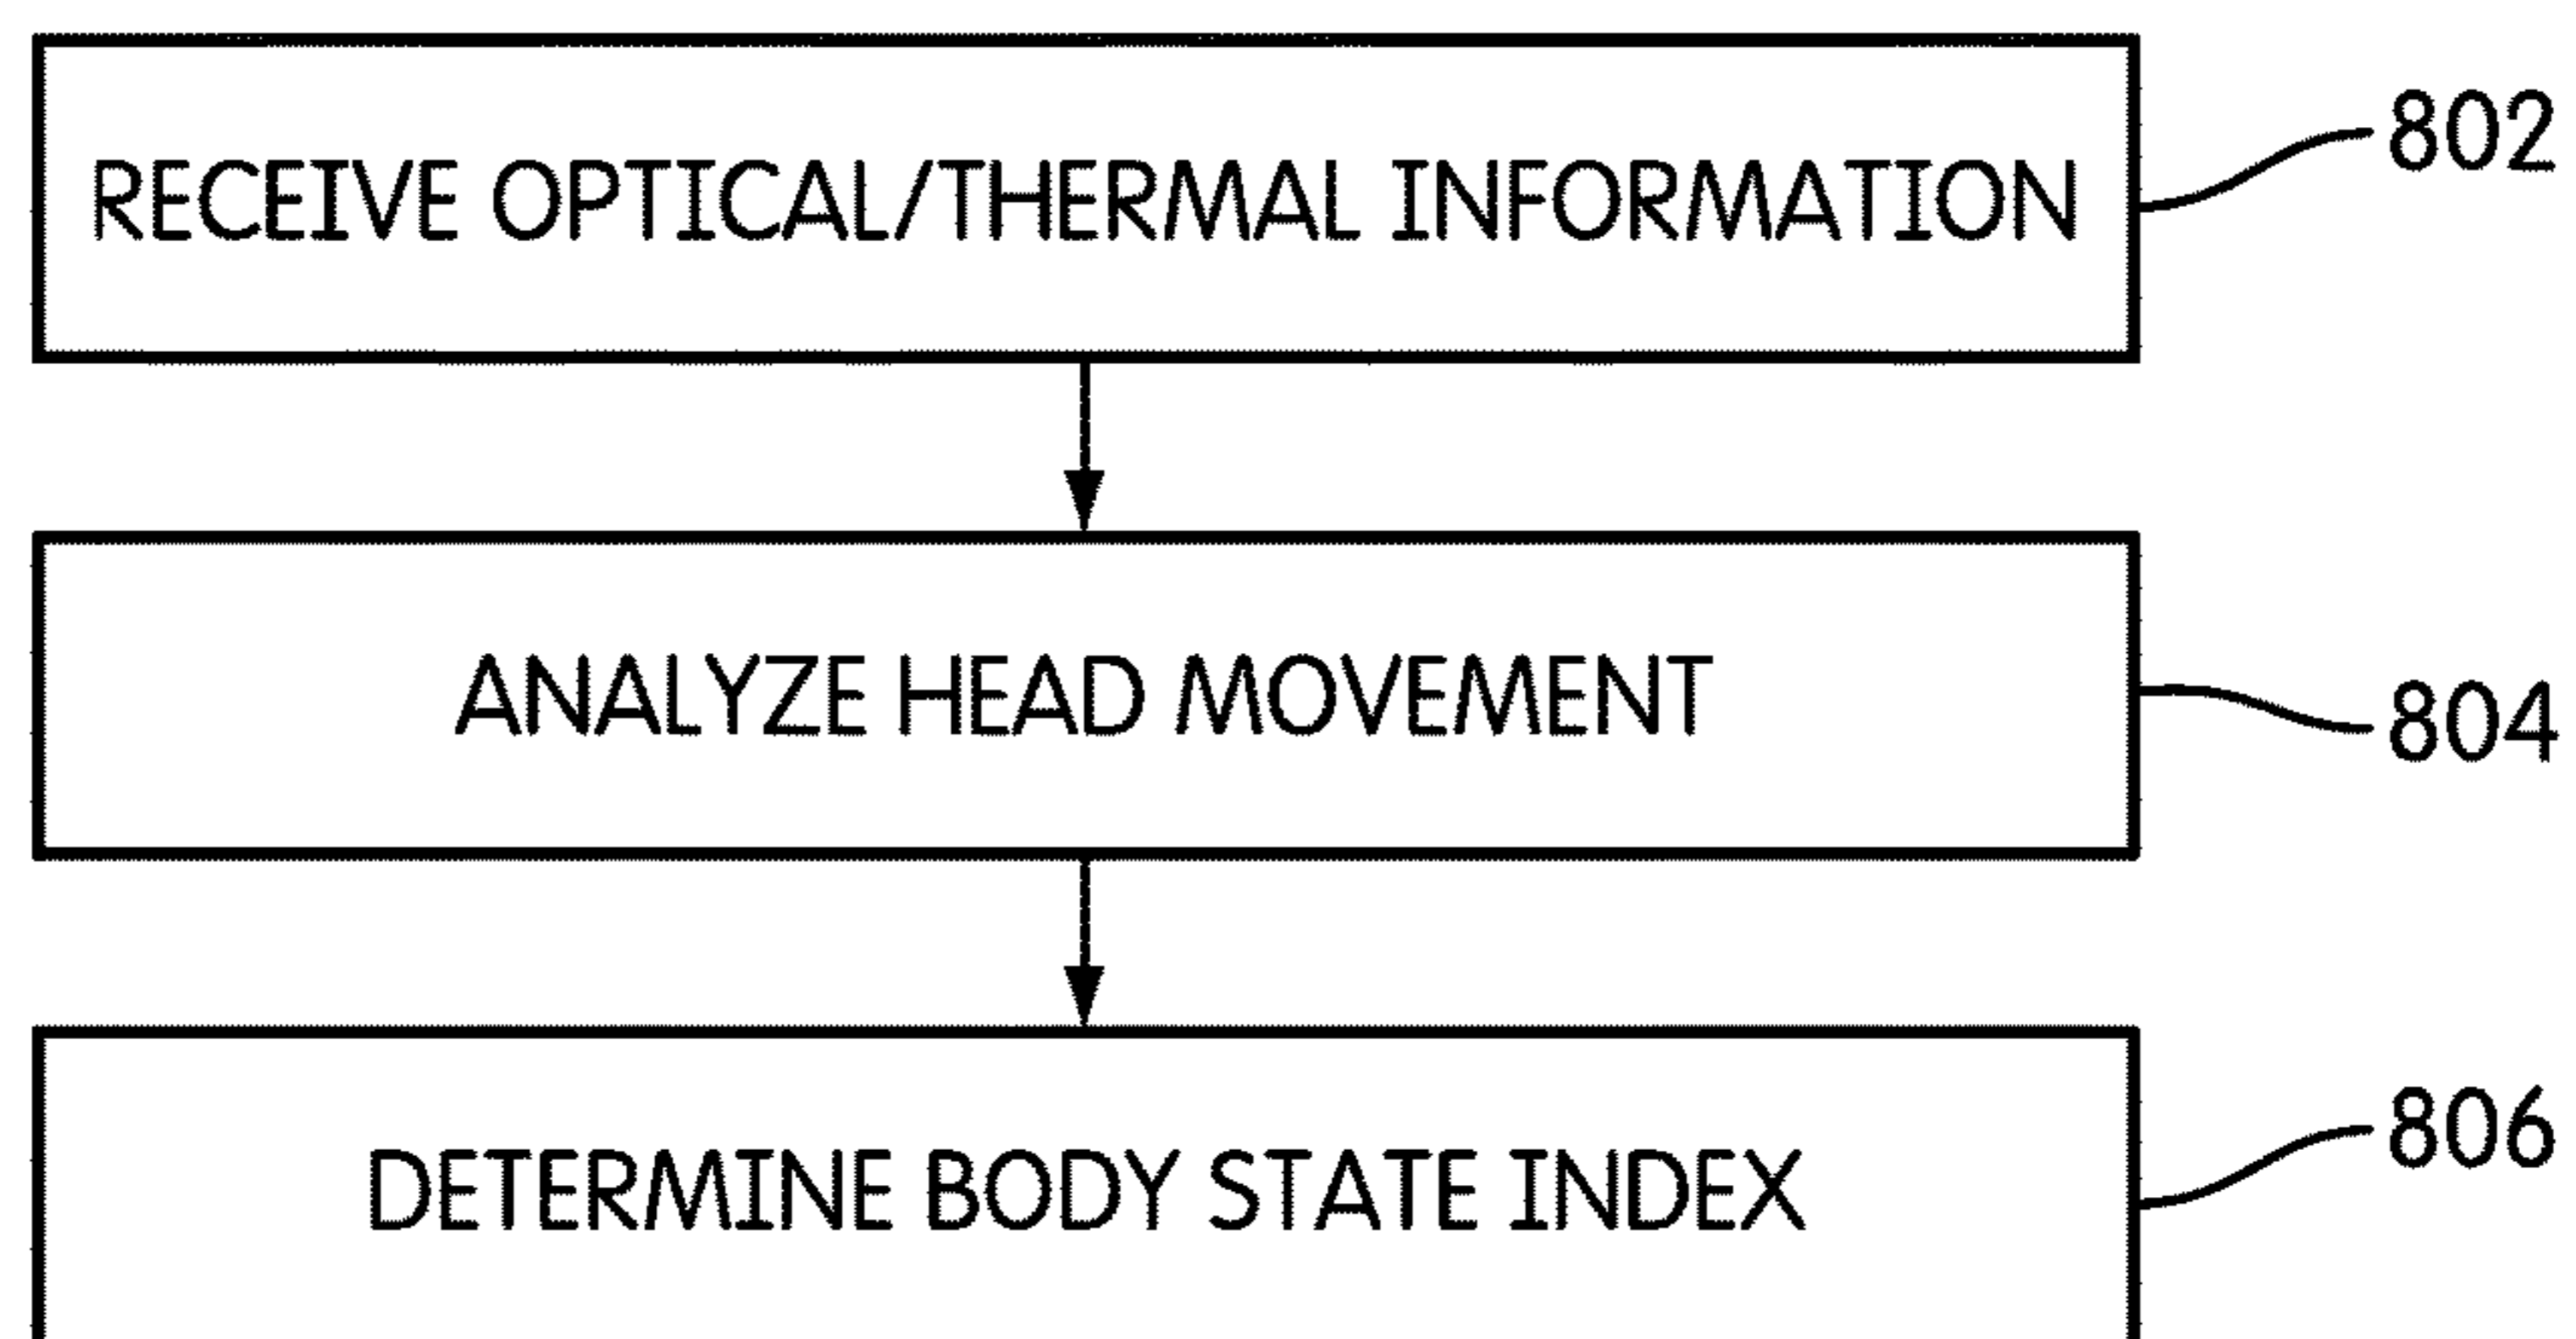 RECEIVE OPTICAL/THERMAL INFORMATION
802
ANALYZE HEAD MOVEMENT
804
DETERMINE BODY STATE INDEX
806